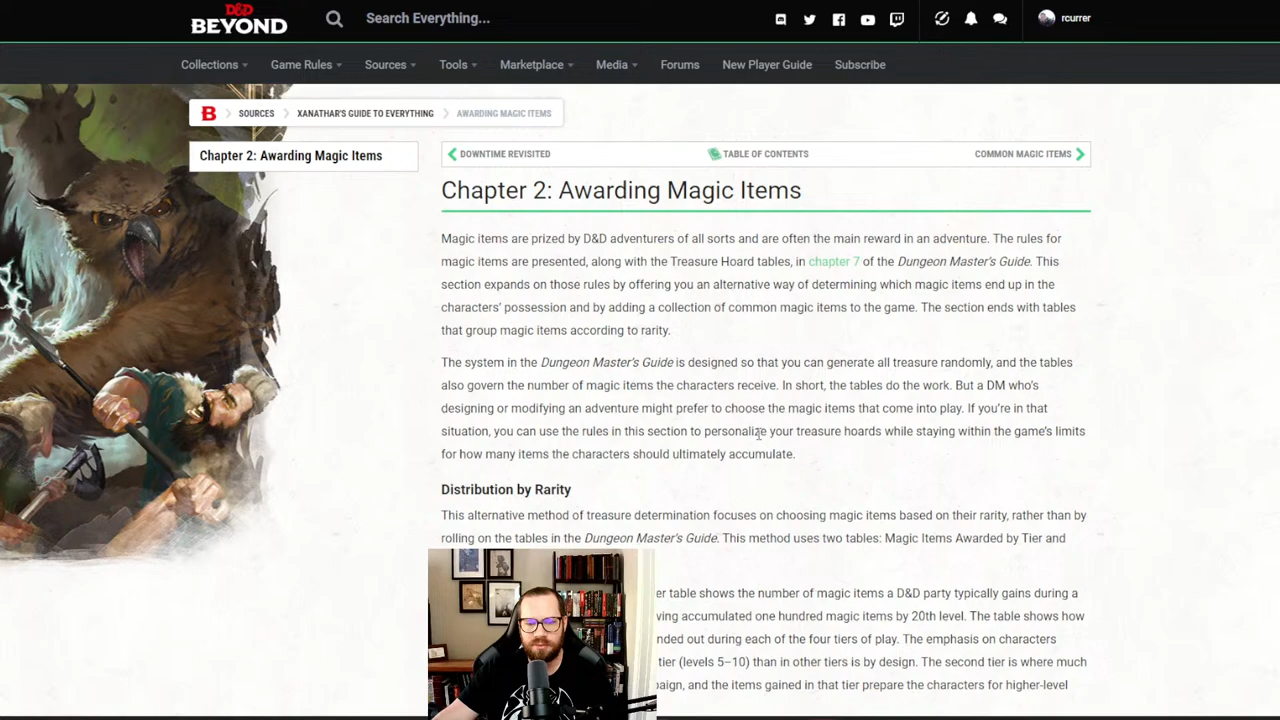 D&D
BEYOND
Search Everything...
rcurrer
Collections
Game Rules
Sources
Tools
Marketplace
Media
Forums
New Player Guide
Subscribe
B
SOURCES
XANATHAR'S GUIDE TO EVERYTHING
AWARDING MAGIC ITEMS
Chapter 2: Awarding Magic Items
DOWNTIME REVISITED
TABLE OF CONTENTS
COMMON MAGIC ITEMS
Chapter 2: Awarding Magic Items
Magic items are prized by D&D adventurers of all sorts and are often the main reward in an adventure. The rules for
magic items are presented, along with the Treasure Hoard tables, in chapter 7 of the Dungeon Master's Guide. This
section expands on those rules by offering you an alternative way of determining which magic items end up in the
characters' possession and by adding a collection of common magic items to the game. The section ends with tables
that group magic items according to rarity.
The system in the Dungeon Master's Guide is designed so that you can generate all treasure randomly, and the tables
also govern the number of magic items the characters receive. In short, the tables do the work. But a DM who's
designing or modifying an adventure might prefer to choose the magic items that come into play. If you're in that
situation, you can use the rules in this section to personalize your treasure hoards while staying within the game's limits
for how many items the characters should ultimately accumulate.
Distribution by Rarity
This alternative method of treasure determination focuses on choosing magic items based on their rarity, rather than by
rolling on the tables in the Dungeon Master's Guide. This method uses two tables: Magic Items Awarded by Tier and
er table shows the number of magic items a D&D party typically gains during a
ving accumulated one hundred magic items by 20th level. The table shows how
nded out during each of the four tiers of play. The emphasis on characters
tier (levels 5–10) than in other tiers is by design. The second tier is where much
paign, and the items gained in that tier prepare the characters for higher-level